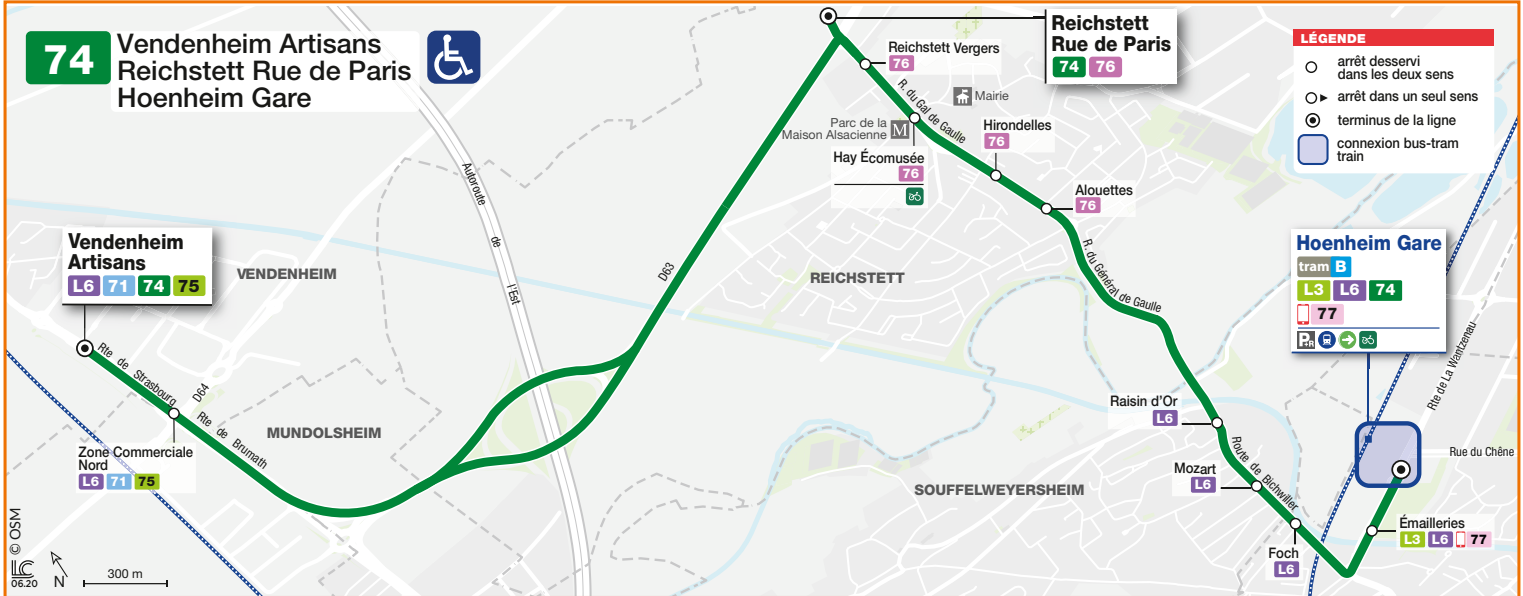 74
Vendenheim Artisans
Reichstett Rue de Paris
Hoenheim Gare
Reichstett
Rue de Paris
74 76
LÉGENDE
arrêt desservi
dans les deux sens
arrêt dans un seul sens
terminus de la ligne
connexion bus-tram
train
Reichstett Vergers
76
R. du Gal de Gaulle
Mairie
Parc de la
Maison Alsacienne M
Hay Écomusée
76
Hirondelles
76
Alouettes
76
R. du Général de Gaulle
Autoroute de l'Est
D63
Vendenheim
Artisans
L6 71 74 75
VENDENHEIM
REICHSTETT
Hoenheim Gare
tram B
L3 L6 74
77
P+R
Rte de La Wantzenau
Rte de Strasbourg
D64
Rte de Brumath
MUNDOLSHEIM
Zone Commerciale
Nord
L6 71 75
Raisin d'Or
L6
Route de Bichwiller
Mozart
L6
SOUFFELWEYERSHEIM
Rue du Chêne
Foch
L6
Émailleries
L3 L6 77
© OSM
LC
06.20
N
300 m